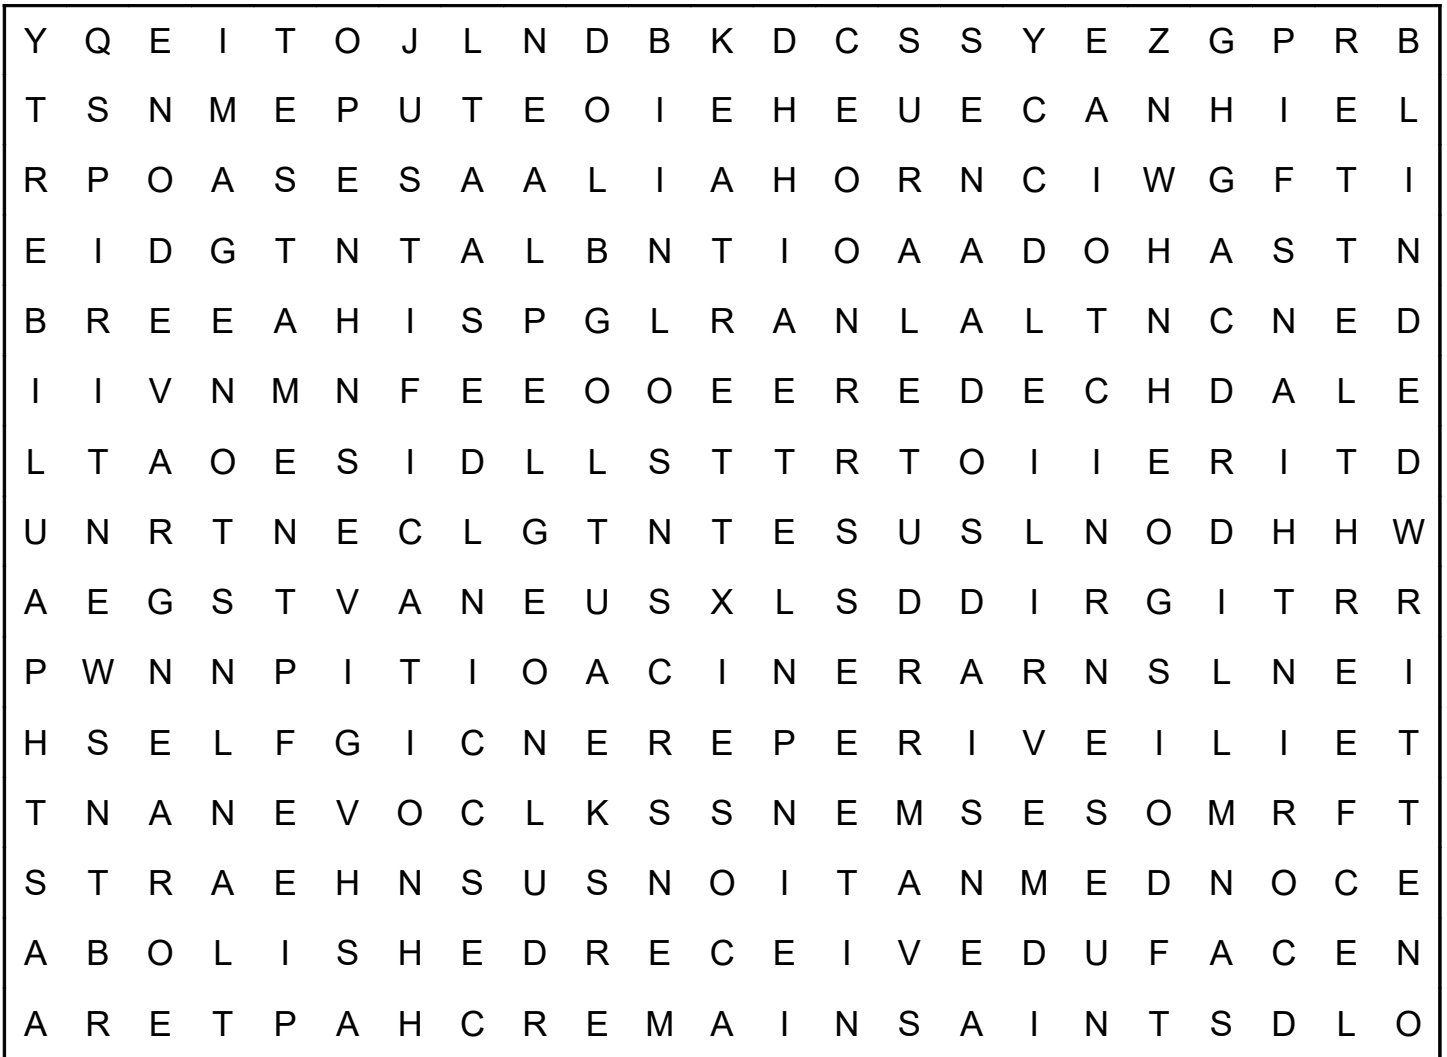 Y Q E I T O J L N D B K D C S S Y E Z G P R B
T S N M E P U T E O I E H E U E C A N H I E L
R P O A S E S A A L I A H O R N C I W G F T I
E I D G T N T A L B N T I O A A D O H A S T N
B R E E A H I S P G L R A N L A L T N C N E D
I I V N M N F E E O O E E R E D E C H D A L E
L T A O E S I D L L S T T R T O I I E R I T D
U N R T N E C L G T N T E S U S L N O D H H W
A E G S T V A N E U S X L S D D I R G I T R R
P W N N P I T I O A C I N E R A R N S L N E I
H S E L F G I C N E R E P E R I V E I L I E T
T N A N E V O C L K S S N E M S E S O M R F T
S T R A E H N S U S N O I T A N M E D N O C E
A B O L I S H E D R E C E I V E D U F A C E N
A R E T P A H C R E M A I N S A I N T S D L O